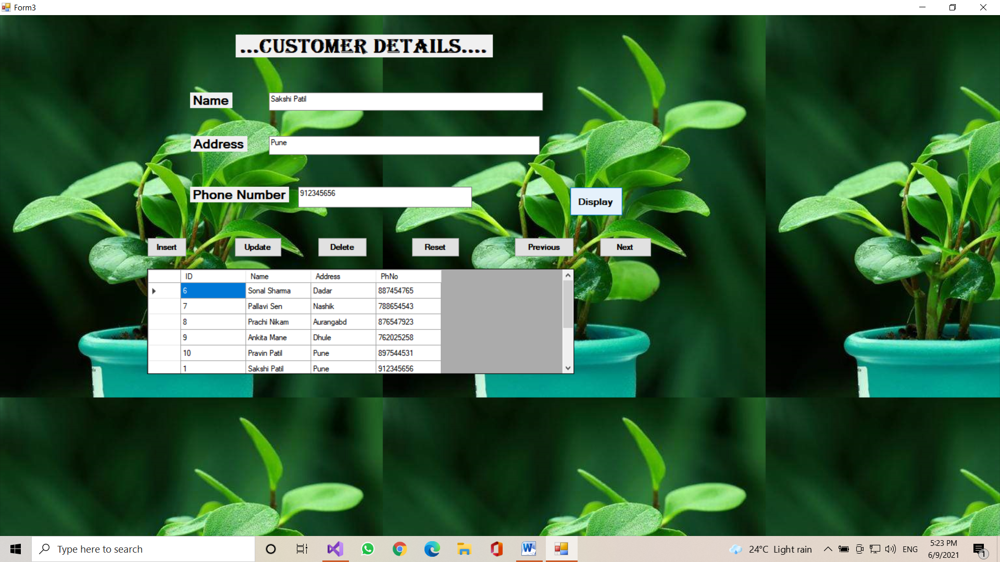 Form3
...CUSTOMER DETAILS....
Name
Sakshi Patil
Address
Pune
Phone Number
912345656
Display
Insert Update Delete Reset Previous Next
ID Name Address PhNo
6 Sonal Sharma Dadar 887454765
7 Pallavi Sen Nashik 788654543
8 Prachi Nikam Aurangabd 876547923
9 Ankita Mane Dhule 762025258
10 Pravin Patil Pune 897544531
1 Sakshi Patil Pune 912345656
Type here to search
24°C Light rain
ENG
5:23 PM
6/9/2021
1